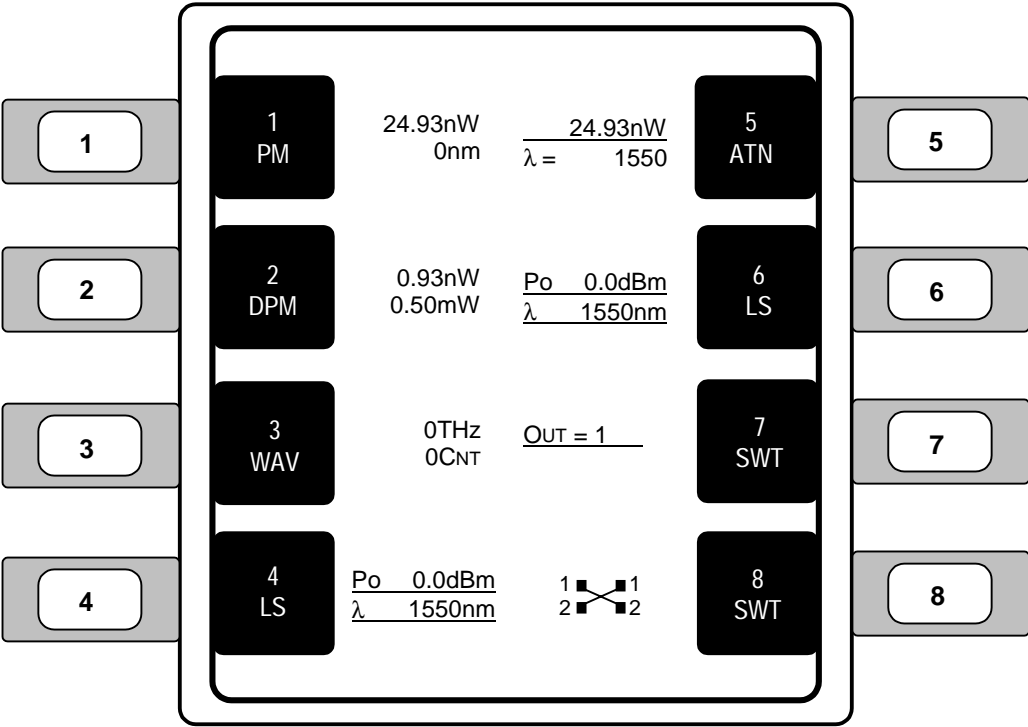 1
1
PM
24.93nW
0nm
24.93nW
λ = 1550
5
ATN
5
2
2
DPM
0.93nW
0.50mW
Po 0.0dBm
λ 1550nm
6
LS
6
3
3
WAV
0THz
0CNT
OUT = 1
7
SWT
7
4
4
LS
Po 0.0dBm
λ 1550nm
1 1
2 2
8
SWT
8